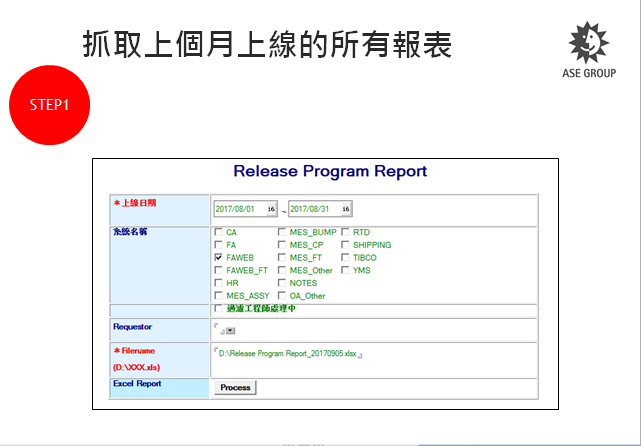 抓取上個月上線的所有報表
ASE GROUP
STEP1
Release Program Report
*上線日期
2017/08/01 16 ~ 2017/08/31 16
系統名稱
CA MES_BUMP RTD
FA MES_CP SHIPPING
FAWEB MES_FT TIBCO
FAWEB_FT MES_Other YMS
HR NOTES
MES_ASSY OA_Other
過濾工程師處理中
Requestor
*Filename
(D:\XXX.xls)
『D:\Release Program Report_20170905.xlsx』
Excel Report
Process